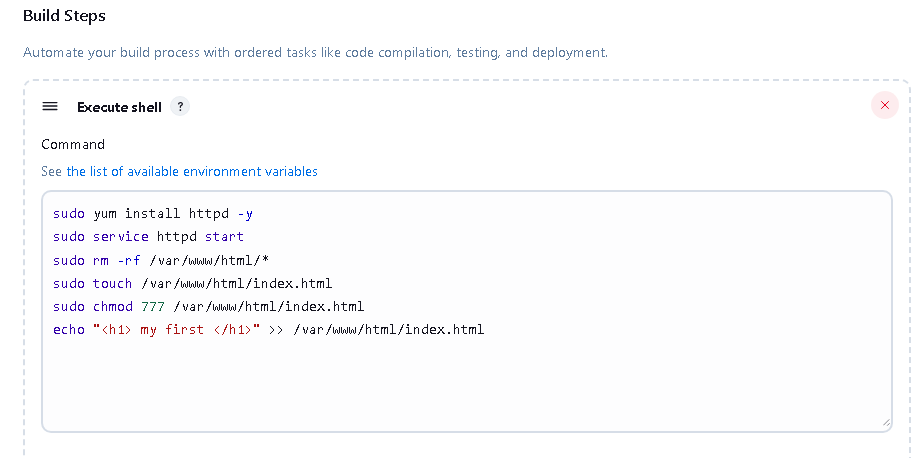 Build Steps
Automate your build process with ordered tasks like code compilation, testing, and deployment.
Execute shell ?
Command
See the list of available environment variables
sudo yum install httpd -y
sudo service httpd start
sudo rm -rf /var/www/html/*
sudo touch /var/www/html/index.html
sudo chmod 777 /var/www/html/index.html
echo "<h1> my first </h1>" >> /var/www/html/index.html